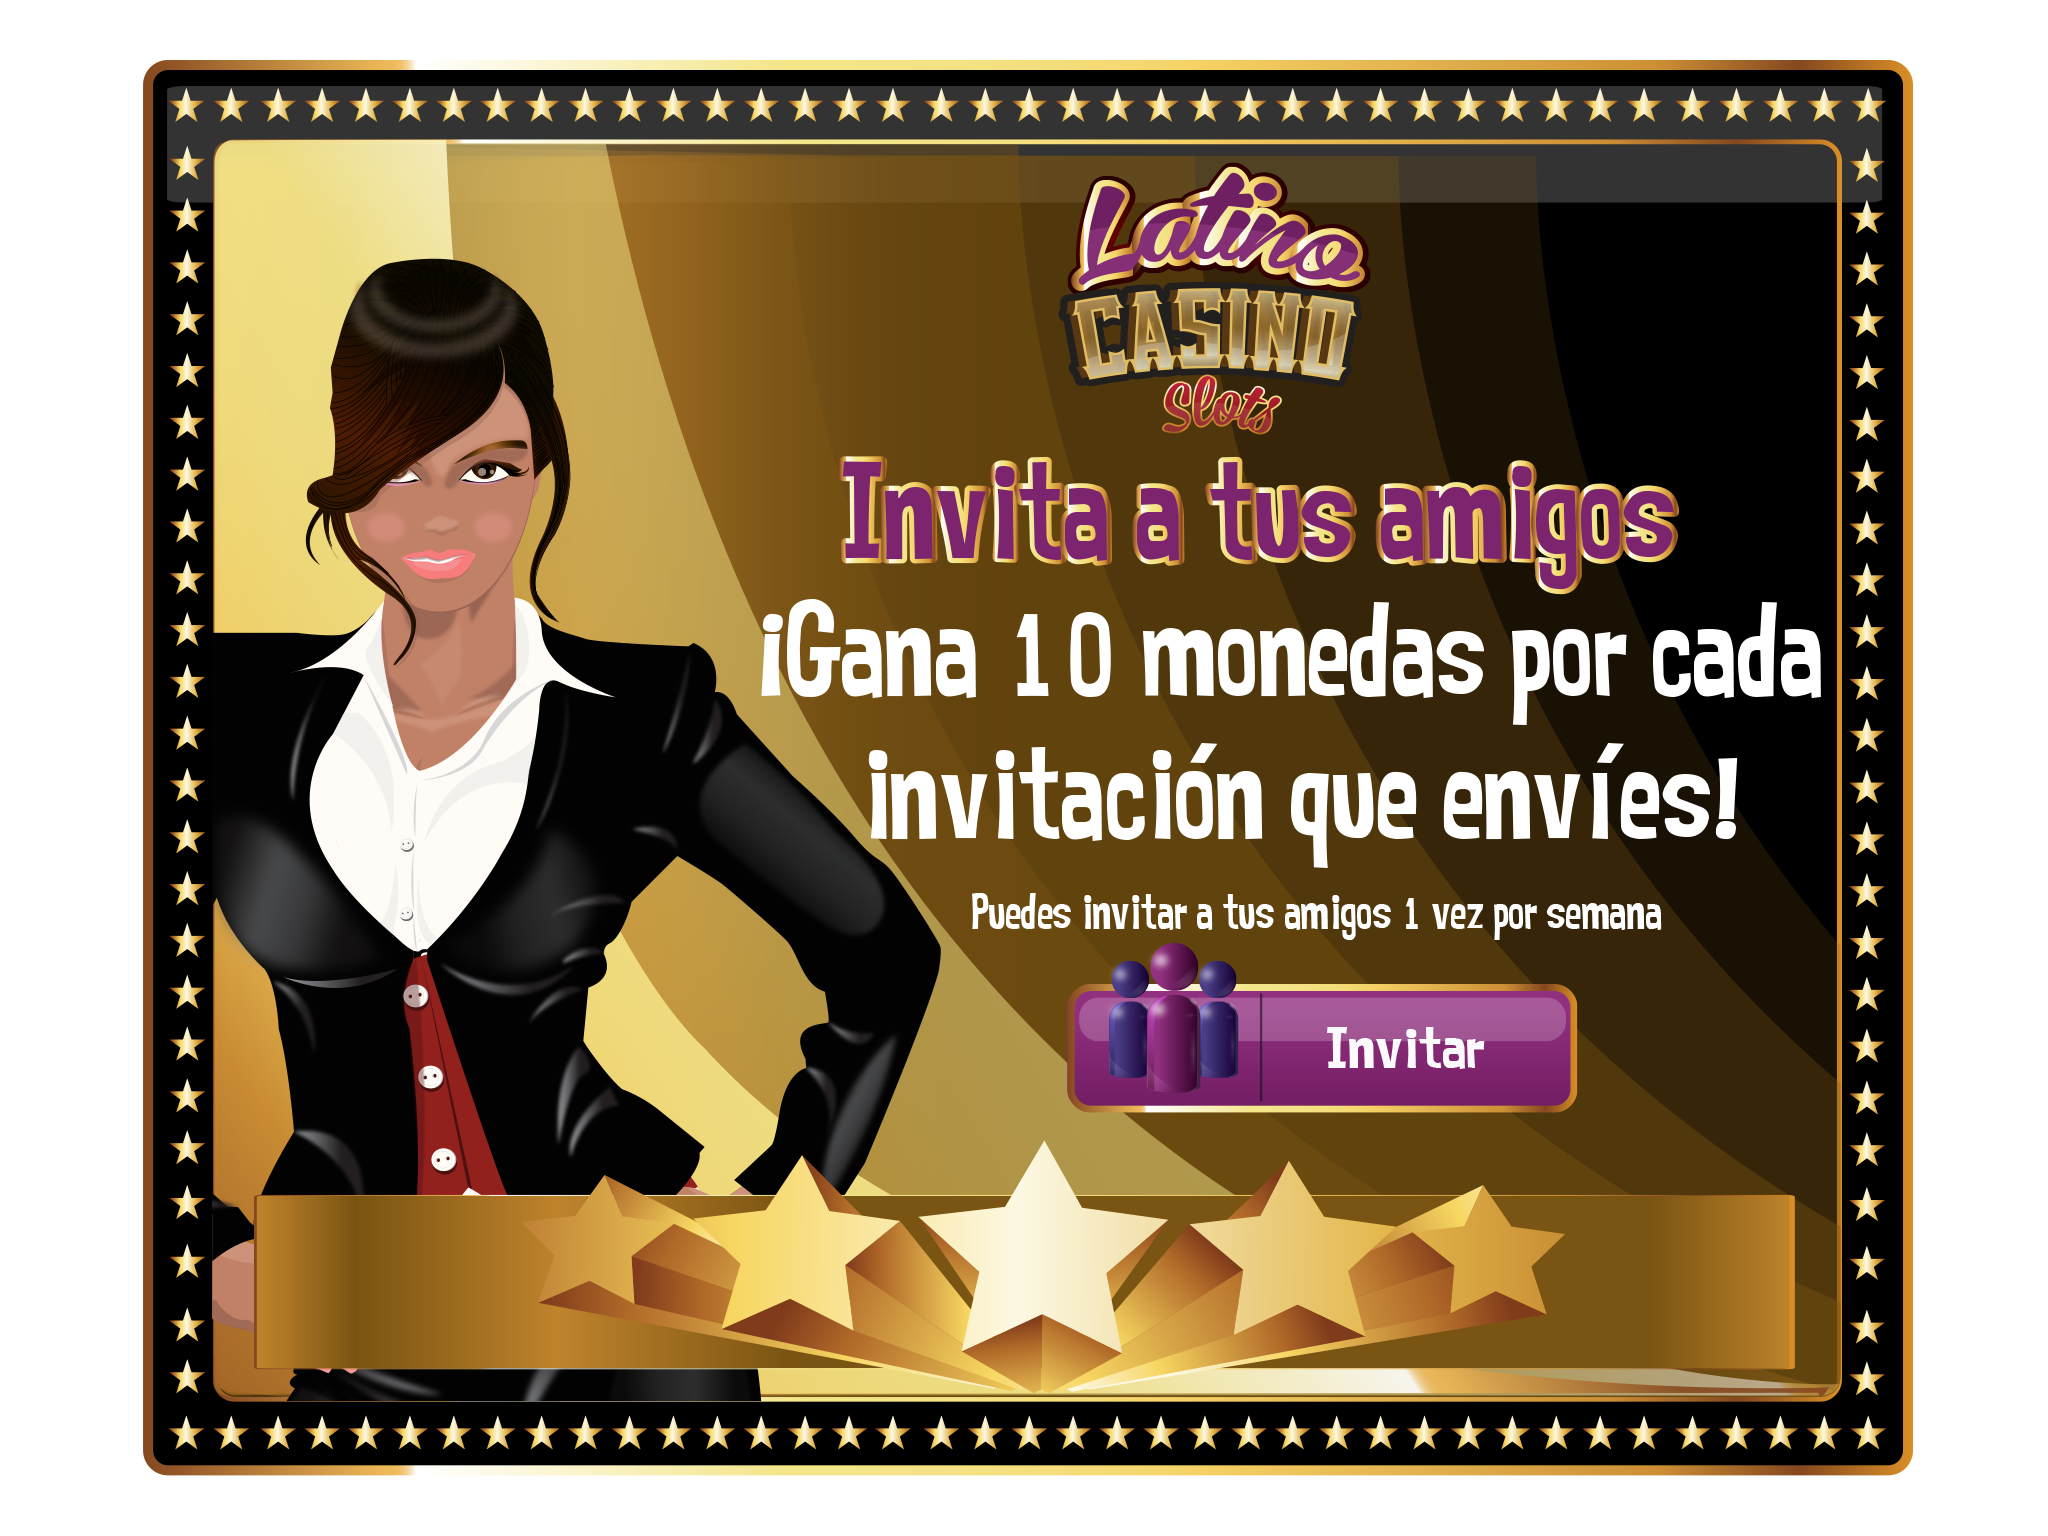 Latino
CASINO
Slots
Invita a tus amigos
¡Gana 10 monedas por cada
invitación que envíes!
Puedes invitar a tus amigos 1 vez por semana
Invitar